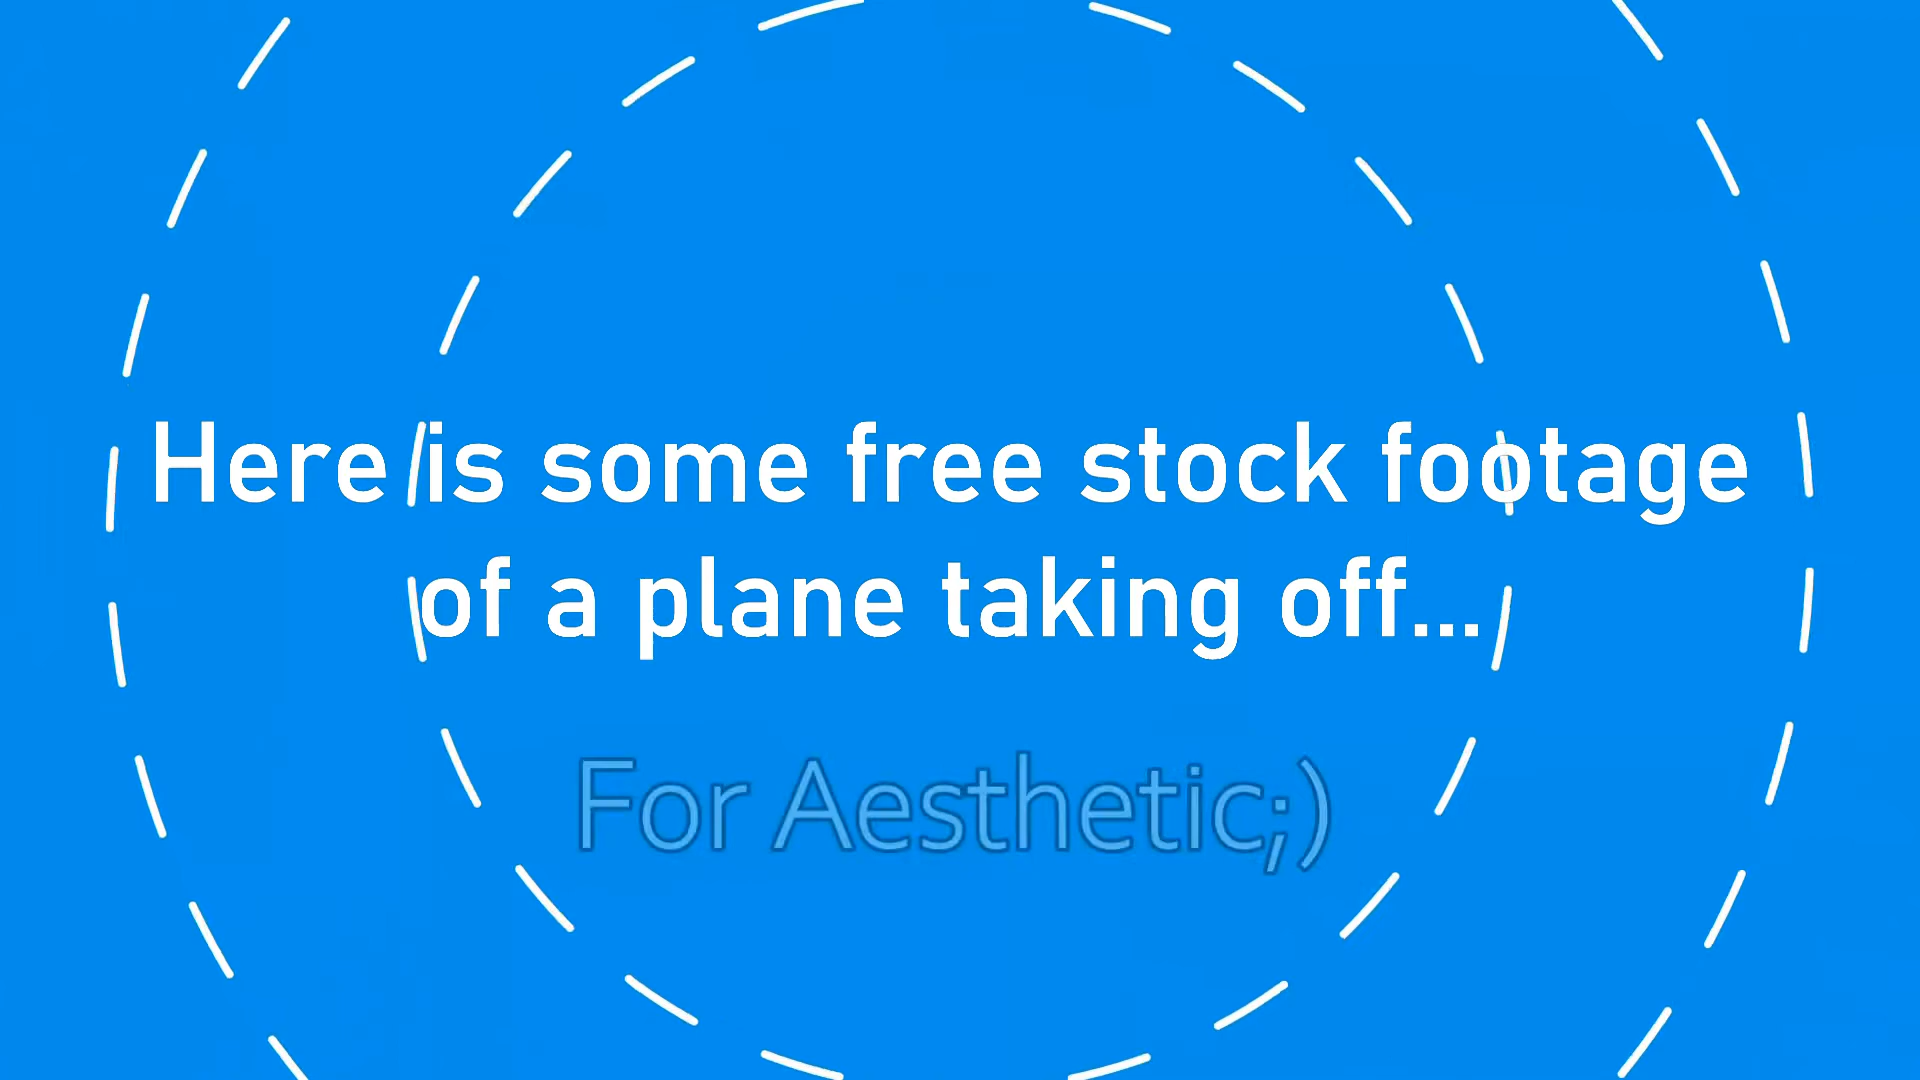 Here is some free stock footage
of a plane taking off...
For Aesthetic;)